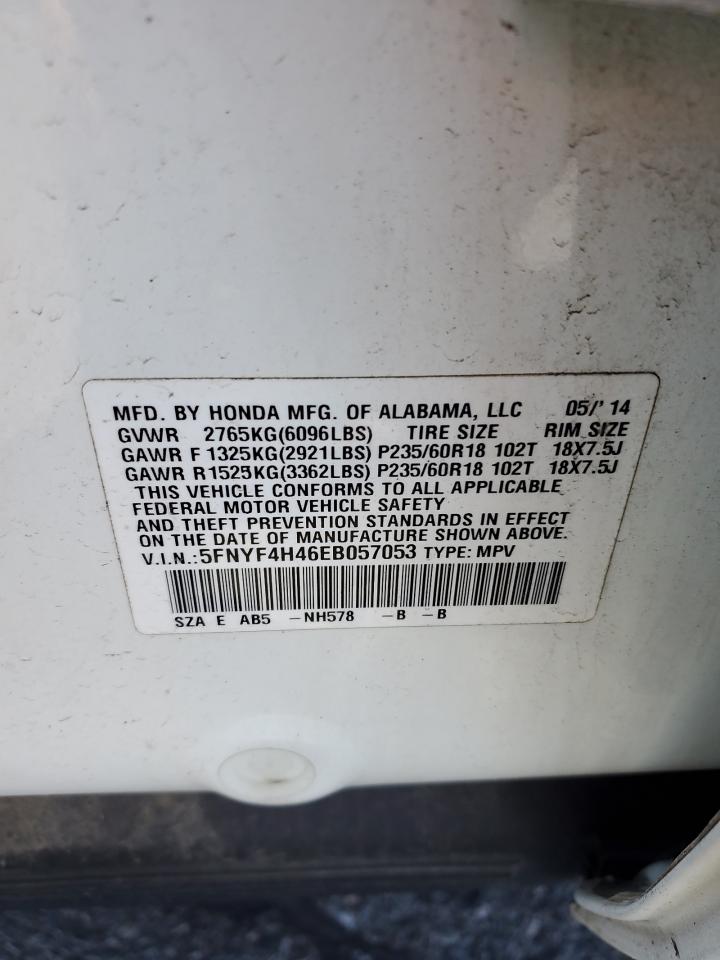 MFD. BY HONDA MFG. OF ALABAMA, LLC 05/'14
GVWR 2765KG(6096LBS) TIRE SIZE RIM SIZE
GAWR F 1325KG(2921LBS) P235/60R18 102T 18X7.5J
GAWR R1525KG(3362LBS) P235/60R18 102T 18X7.5J
THIS VEHICLE CONFORMS TO ALL APPLICABLE
FEDERAL MOTOR VEHICLE SAFETY
AND THEFT PREVENTION STANDARDS IN EFFECT
ON THE DATE OF MANUFACTURE SHOWN ABOVE.
V.I.N.:5FNYF4H46EB057053 TYPE: MPV
SZA E AB5 -NH578 -B -B